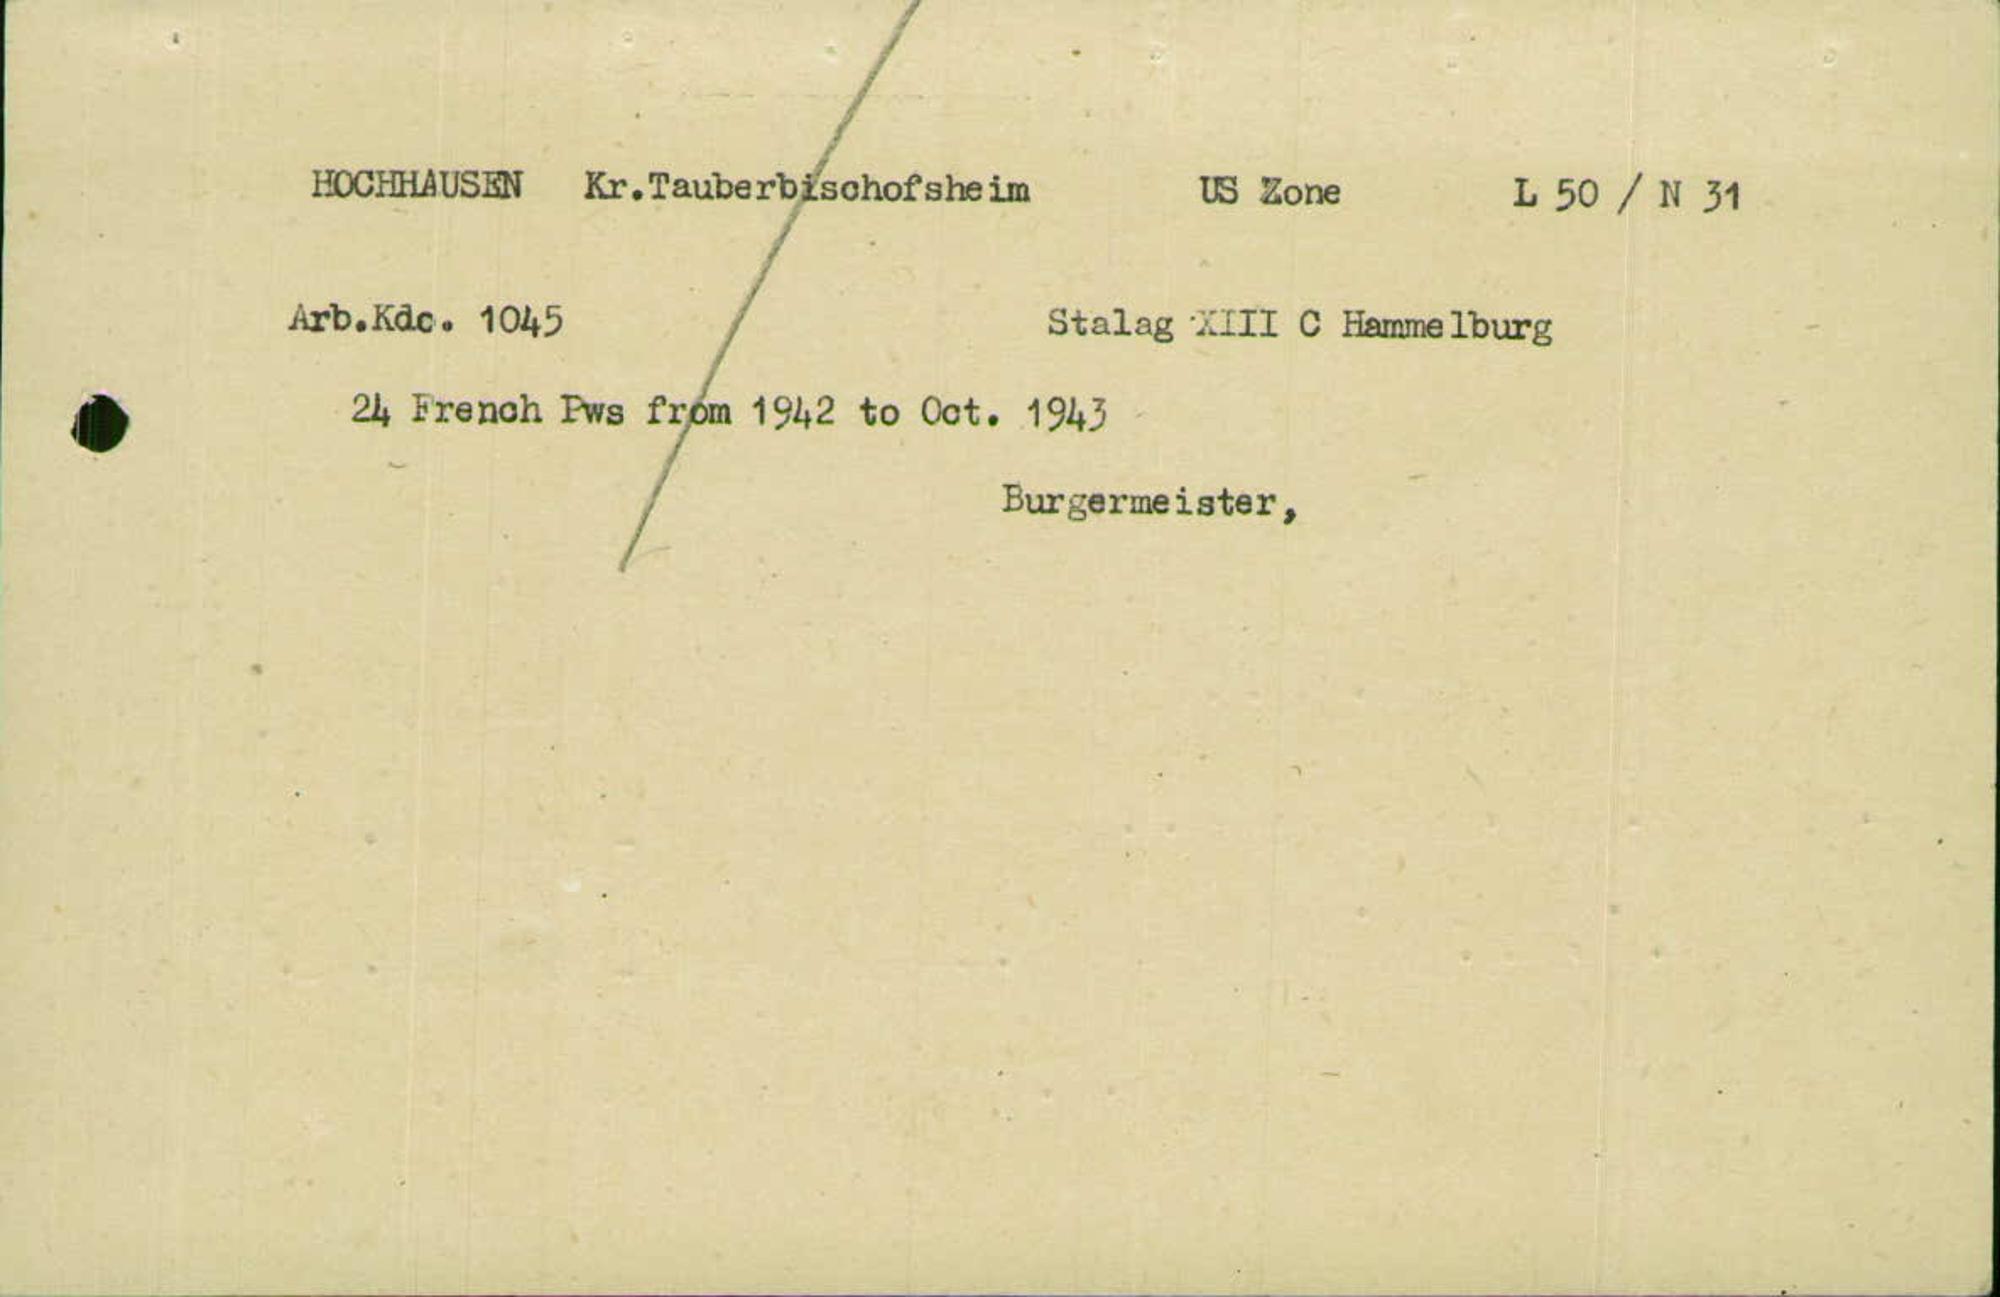 HOCHHAUSEN Kr.Tauberbischofsheim US Zone L 50 / N 31
Arb.Kdo. 1045 Stalag XIII C Hammelburg
24 French Pws from 1942 to Oct. 1943
Burgermeister,